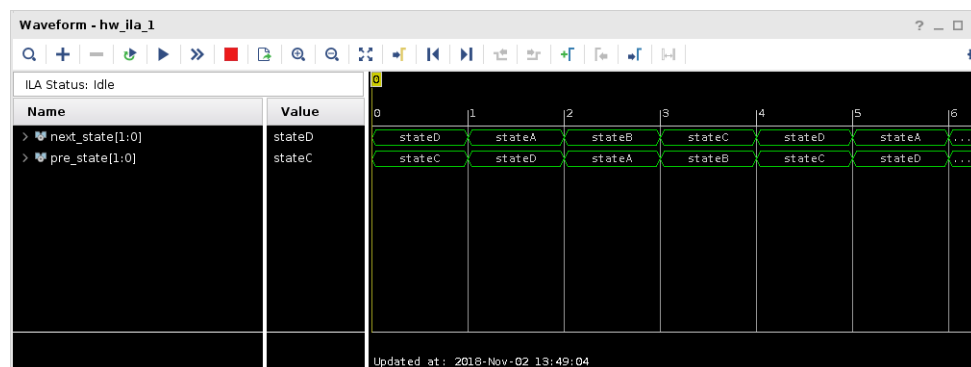 Waveform - hw_ila_1
? _
ILA Status: Idle
Name Value
0
0 1 2 3 4 5 6
next_state[1:0] stateD stateD stateA stateB stateC stateD stateA ...
pre_state[1:0] stateC stateC stateD stateA stateB stateC stateD ...
Updated at: 2018-Nov-02 13:49:04